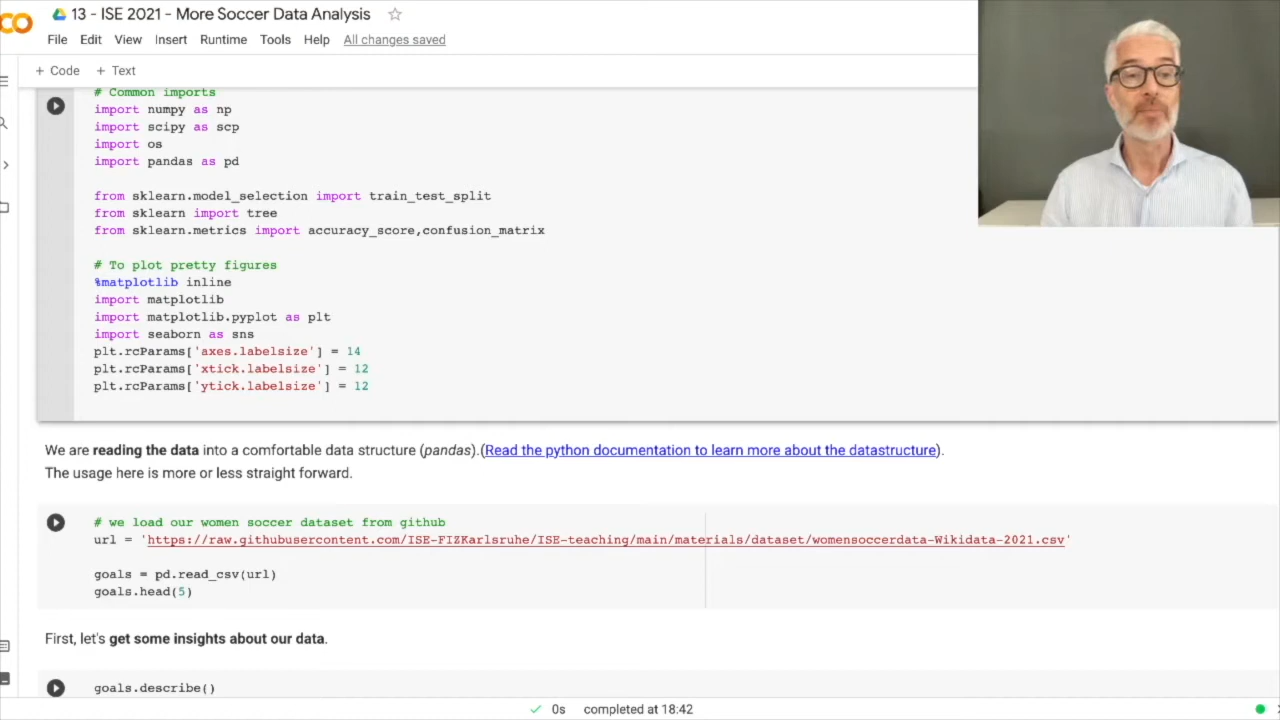 CO
13 - ISE 2021 - More Soccer Data Analysis
File Edit View Insert Runtime Tools Help All changes saved
+ Code + Text
# Common imports
import numpy as np
import scipy as scp
import os
import pandas as pd
from sklearn.model_selection import train_test_split
from sklearn import tree
from sklearn.metrics import accuracy_score,confusion_matrix
# To plot pretty figures
%matplotlib inline
import matplotlib
import matplotlib.pyplot as plt
import seaborn as sns
plt.rcParams['axes.labelsize'] = 14
plt.rcParams['xtick.labelsize'] = 12
plt.rcParams['ytick.labelsize'] = 12
We are reading the data into a comfortable data structure (pandas).(Read the python documentation to learn more about the datastructure).
The usage here is more or less straight forward.
# we load our women soccer dataset from github
url = 'https://raw.githubusercontent.com/ISE-FIZKarlsruhe/ISE-teaching/main/materials/dataset/womensoccerdata-Wikidata-2021.csv'
goals = pd.read_csv(url)
goals.head(5)
First, let's get some insights about our data.
goals.describe()
0s completed at 18:42